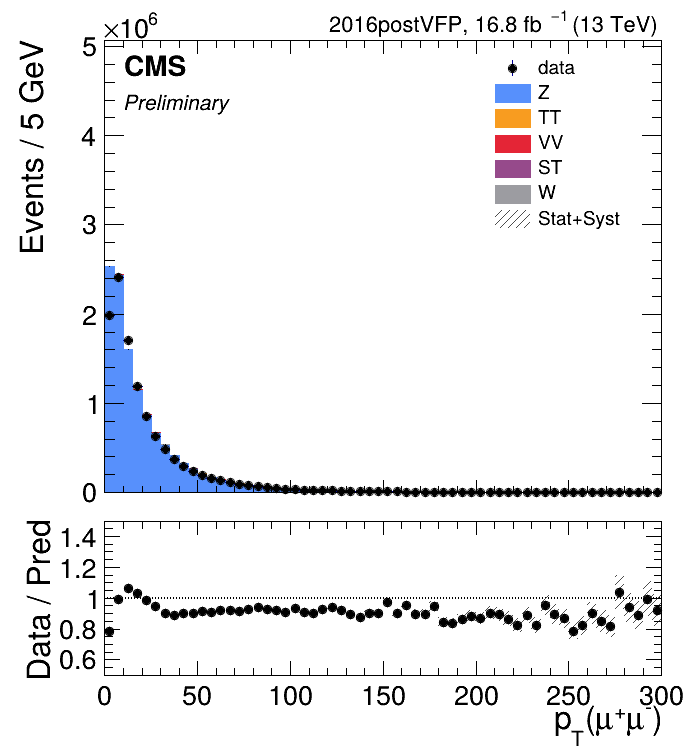 ×10⁶
2016postVFP, 16.8 fb ⁻¹ (13 TeV)
CMS
Preliminary
data
Z
TT
VV
ST
W
Stat+Syst
Events / 5 GeV
5
4
3
2
1
0
Data / Pred
1.4
1.2
1
0.8
0.6
0 50 100 150 200 250 300
p_T(μ⁺μ⁻)